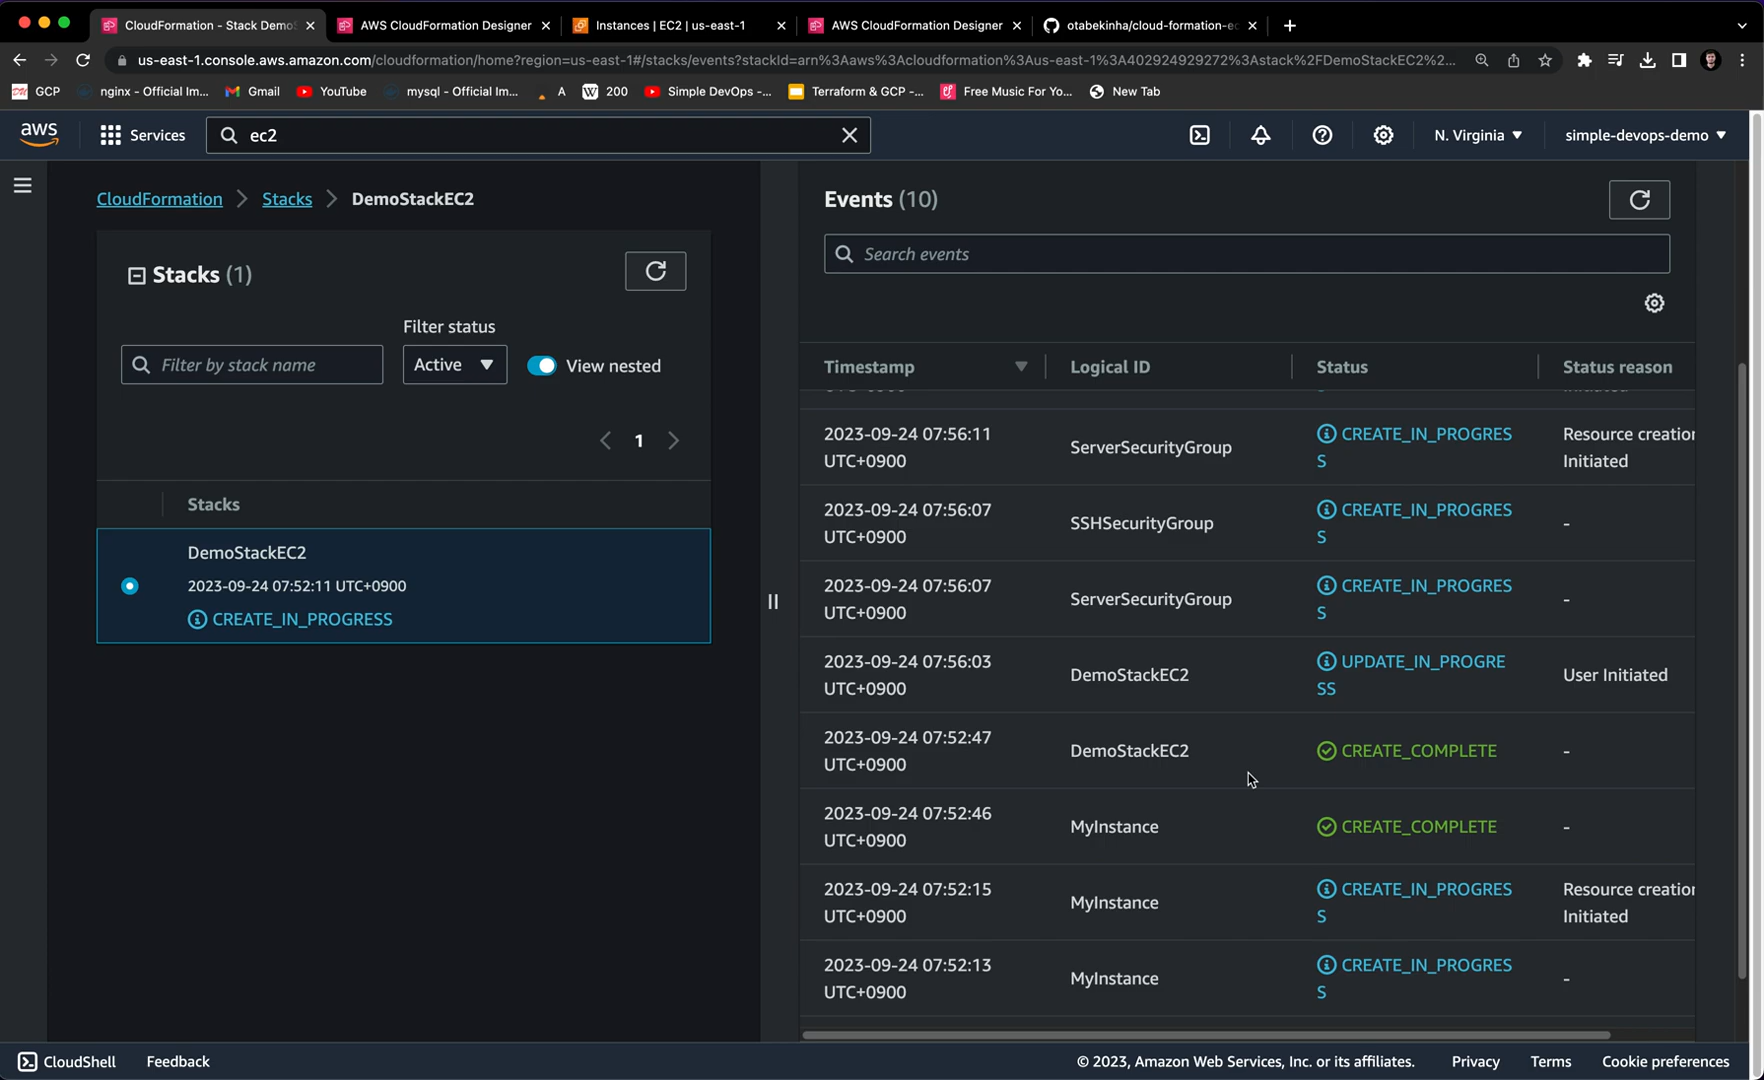 CloudFormation - Stack Demo
AWS CloudFormation Designer
Instances | EC2 | us-east-1
AWS CloudFormation Designer
otabekinha/cloud-formation-ec
us-east-1.console.aws.amazon.com/cloudformation/home?region=us-east-1#/stacks/events?stackId=arn%3Aaws%3Acloudformation%3Aus-east-1%3A402924929272%3Astack%2FDemoStackEC2%2...
GCP
nginx - Official Im...
Gmail
YouTube
mysql - Official Im...
A
200
Simple DevOps -...
Terraform & GCP -...
Free Music For Yo...
New Tab
aws
Services
ec2
N. Virginia
simple-devops-demo
CloudFormation
Stacks
DemoStackEC2
Events (10)
Search events
Stacks (1)
Filter status
Filter by stack name
Active
View nested
1
Stacks
DemoStackEC2
2023-09-24 07:52:11 UTC+0900
CREATE_IN_PROGRESS
Timestamp
Logical ID
Status
Status reason
2023-09-24 07:56:11
UTC+0900
ServerSecurityGroup
CREATE_IN_PROGRES
S
Resource creation
Initiated
2023-09-24 07:56:07
UTC+0900
SSHSecurityGroup
CREATE_IN_PROGRES
S
-
2023-09-24 07:56:07
UTC+0900
ServerSecurityGroup
CREATE_IN_PROGRES
S
-
2023-09-24 07:56:03
UTC+0900
DemoStackEC2
UPDATE_IN_PROGRE
SS
User Initiated
2023-09-24 07:52:47
UTC+0900
DemoStackEC2
CREATE_COMPLETE
-
2023-09-24 07:52:46
UTC+0900
MyInstance
CREATE_COMPLETE
-
2023-09-24 07:52:15
UTC+0900
MyInstance
CREATE_IN_PROGRES
S
Resource creation
Initiated
2023-09-24 07:52:13
UTC+0900
MyInstance
CREATE_IN_PROGRES
S
-
CloudShell
Feedback
© 2023, Amazon Web Services, Inc. or its affiliates.
Privacy
Terms
Cookie preferences